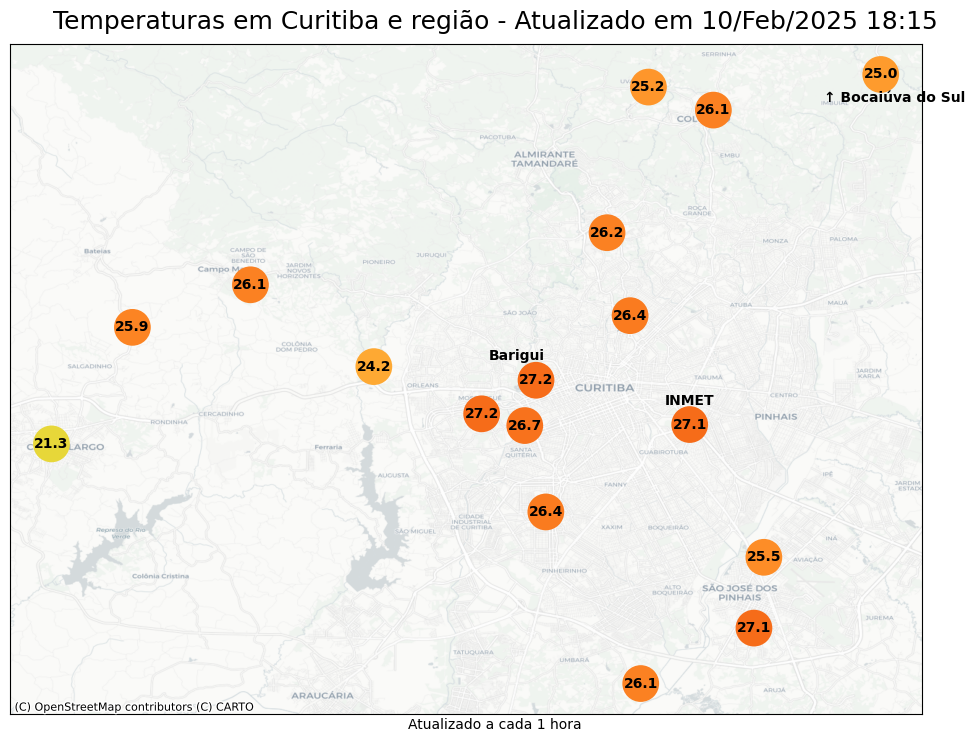 Temperaturas em Curitiba e região - Atualizado em 10/Feb/2025 18:15
SERRINHA
25.0
25.2
↑ Bocaiúva do Sul
26.1
PACOTUBA
ALMIRANTE
TAMANDARÉ
EMBU
ROÇA
GRANDE
26.2
MONZA
PALOMA
Bateias
CAMPO DE
SÃO
BENEDITO
JURUQUI
PIONEIRO
JARDIM
NOVOS
HORIZONTES
26.1
ATUBA
MAUÁ
SÃO JOÃO
26.4
25.9
COLÔNIA
DOM PEDRO
Barigui
SALGADINHO
24.2
27.2
TARUMÃ
JARDIM
KARLA
ORLEANS
CURITIBA
CENTRO
INMET
CERCADINHO
RONDINHA
27.2
26.7
27.1
PINHAIS
21.3
Ferraria
SANTA
QUITÉRIA
CUABIROTUBA
AUGUSTA
IPÊ
FANNY
JARDIM
26.4
CIDADE
INDUSTRIAL
DE CURITIBA
SÃO MIGUEL
XAXIM
BOQUEIRÃO
Represa do Rio
Verde
INÁ
25.5
AVIAÇÃO
Colônia Cristina
PINHEIRINHO
ALTO
BOQUEIRÃO
SÃO JOSÉ DOS
PINHAIS
JUREMA
27.1
TATUQUARA
UMBARÁ
26.1
ARUJÁ
ARAUCÁRIA
(C) OpenStreetMap contributors (C) CARTO
Atualizado a cada 1 hora